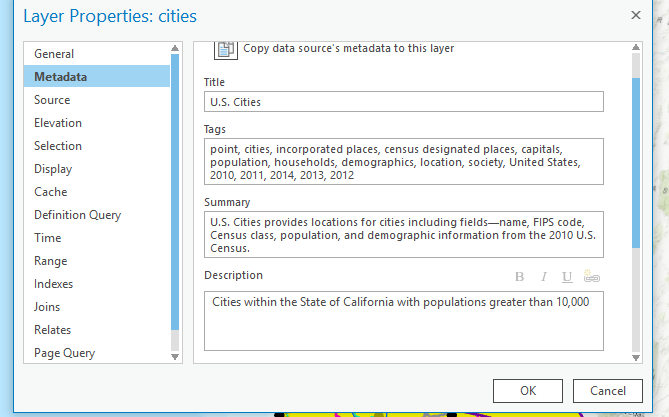 Layer Properties: cities
General
Metadata
Source
Elevation
Selection
Display
Cache
Definition Query
Time
Range
Indexes
Joins
Relates
Page Query
Copy data source's metadata to this layer
Title
U.S. Cities
Tags
point, cities, incorporated places, census designated places, capitals,
population, households, demographics, location, society, United States,
2010, 2011, 2014, 2013, 2012
Summary
U.S. Cities provides locations for cities including fields—name, FIPS code,
Census class, population, and demographic information from the 2010 U.S.
Census.
Description
B I U
Cities within the State of California with populations greater than 10,000
OK Cancel